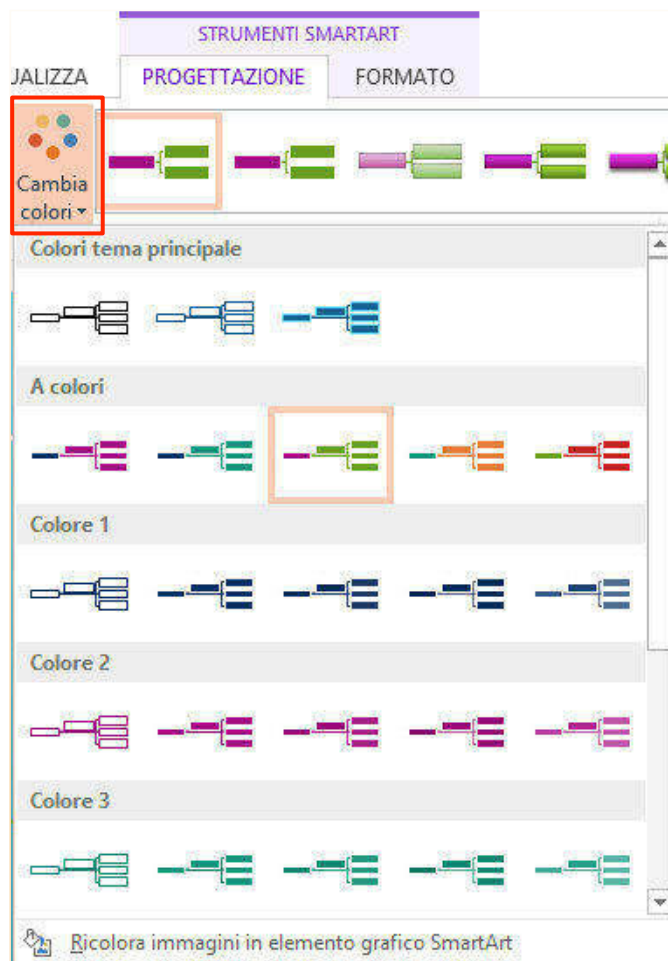 STRUMENTI SMARTART
JALIZZA PROGETTAZIONE FORMATO
Cambia
colori
Colori tema principale
A colori
Colore 1
Colore 2
Colore 3
Ricolora immagini in elemento grafico SmartArt